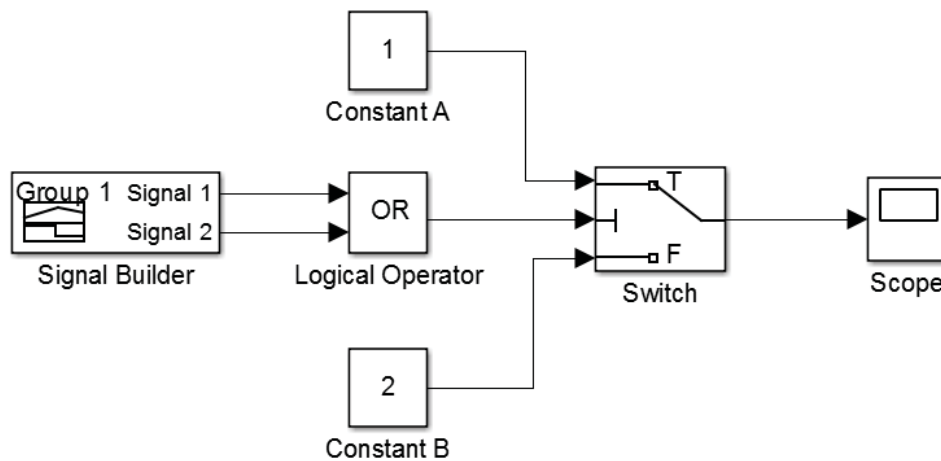 1
Constant A
Group 1
Signal 1
Signal 2
Signal Builder
OR
Logical Operator
T
F
Switch
Scope
2
Constant B